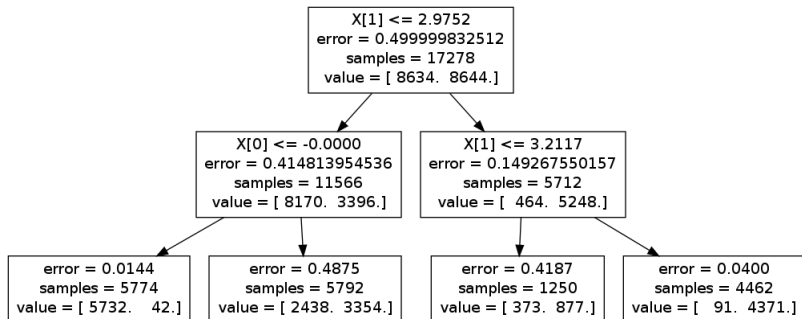 X[1] <= 2.9752
error = 0.499999832512
samples = 17278
value = [ 8634.  8644.]
X[0] <= -0.0000
error = 0.414813954536
samples = 11566
value = [ 8170.  3396.]
X[1] <= 3.2117
error = 0.149267550157
samples = 5712
value = [  464.  5248.]
error = 0.0144
samples = 5774
value = [ 5732.    42.]
error = 0.4875
samples = 5792
value = [ 2438.  3354.]
error = 0.4187
samples = 1250
value = [ 373.  877.]
error = 0.0400
samples = 4462
value = [   91.  4371.]